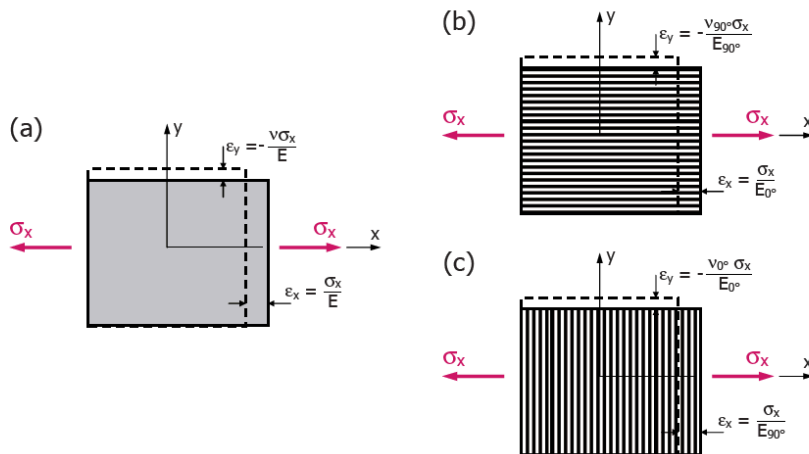 (a)
y
εy = - νσx / E
σx
σx
x
εx = σx / E
(b)
εy = - ν90°σx / E90°
y
σx
σx
x
εx = σx / E0°
(c)
εy = - ν0° σx / E0°
y
σx
σx
x
εx = σx / E90°